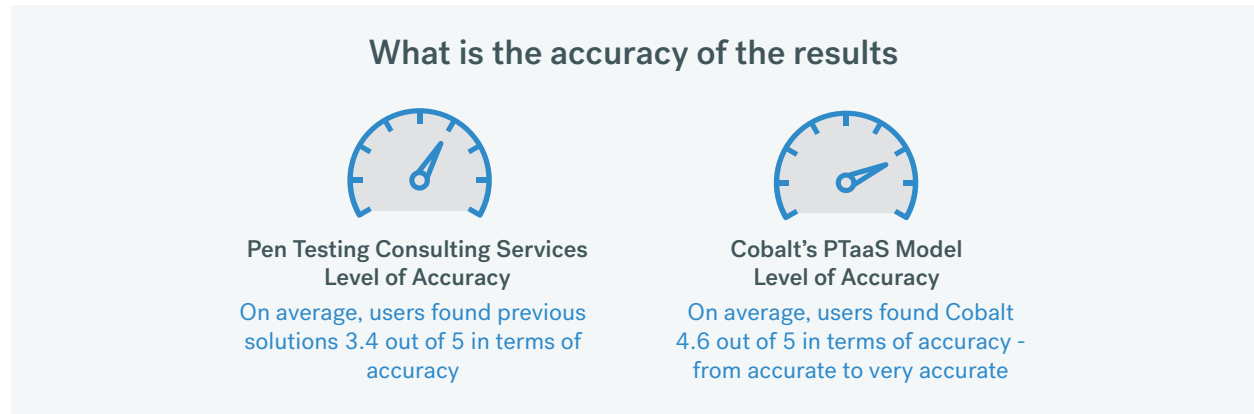 What is the accuracy of the results
Pen Testing Consulting Services
Level of Accuracy
On average, users found previous
solutions 3.4 out of 5 in terms of
accuracy
Cobalt’s PTaaS Model
Level of Accuracy
On average, users found Cobalt
4.6 out of 5 in terms of accuracy -
from accurate to very accurate